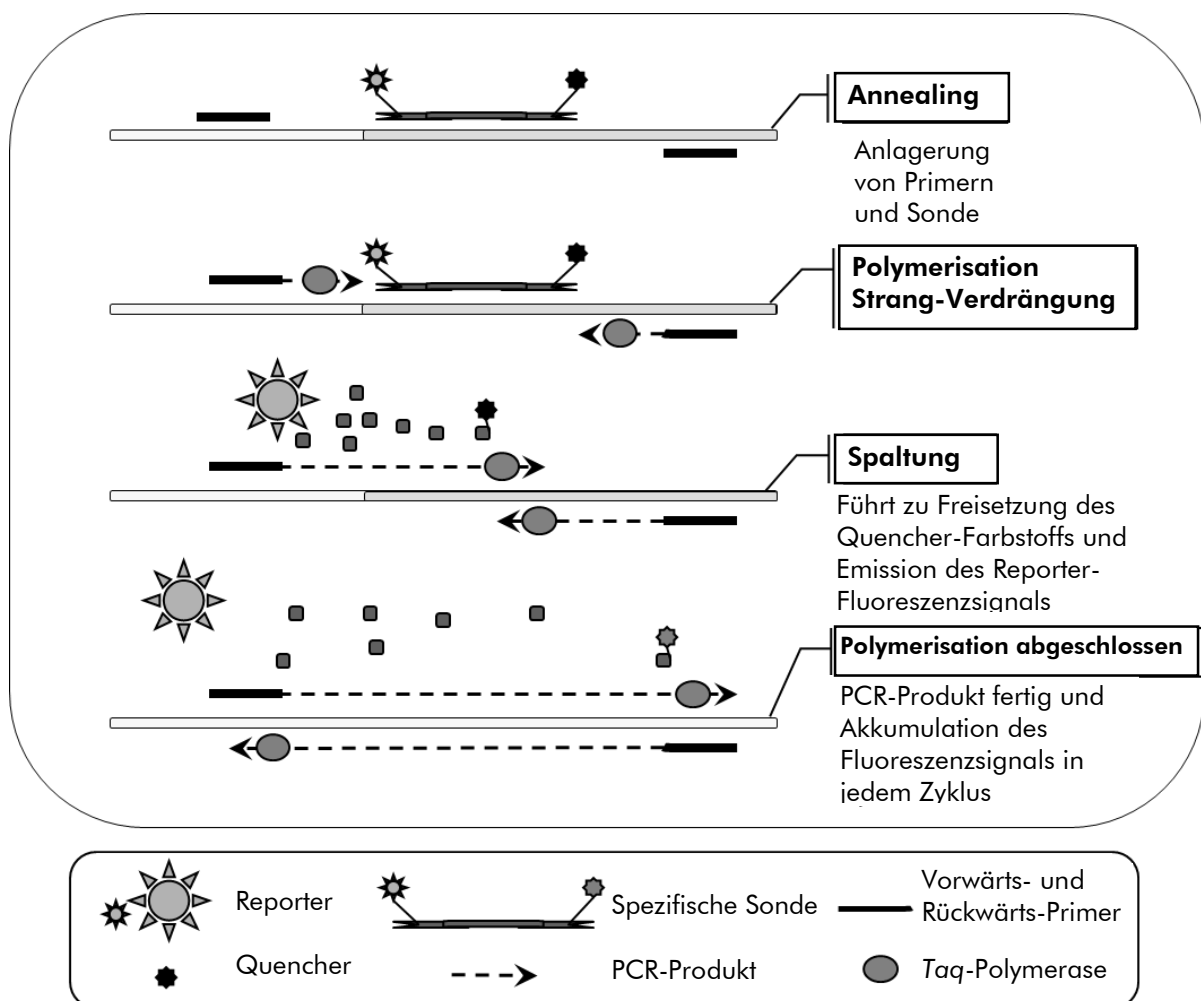 Annealing
Anlagerung
von Primern
und Sonde
Polymerisation
Strang-Verdrängung
Spaltung
Führt zu Freisetzung des
Quencher-Farbstoffs und
Emission des Reporter-
Fluoreszenzsignals
Polymerisation abgeschlossen
PCR-Produkt fertig und
Akkumulation des
Fluoreszenzsignals in
jedem Zyklus
Reporter
Spezifische Sonde
Vorwärts- und
Rückwärts-Primer
Quencher
PCR-Produkt
Taq-Polymerase